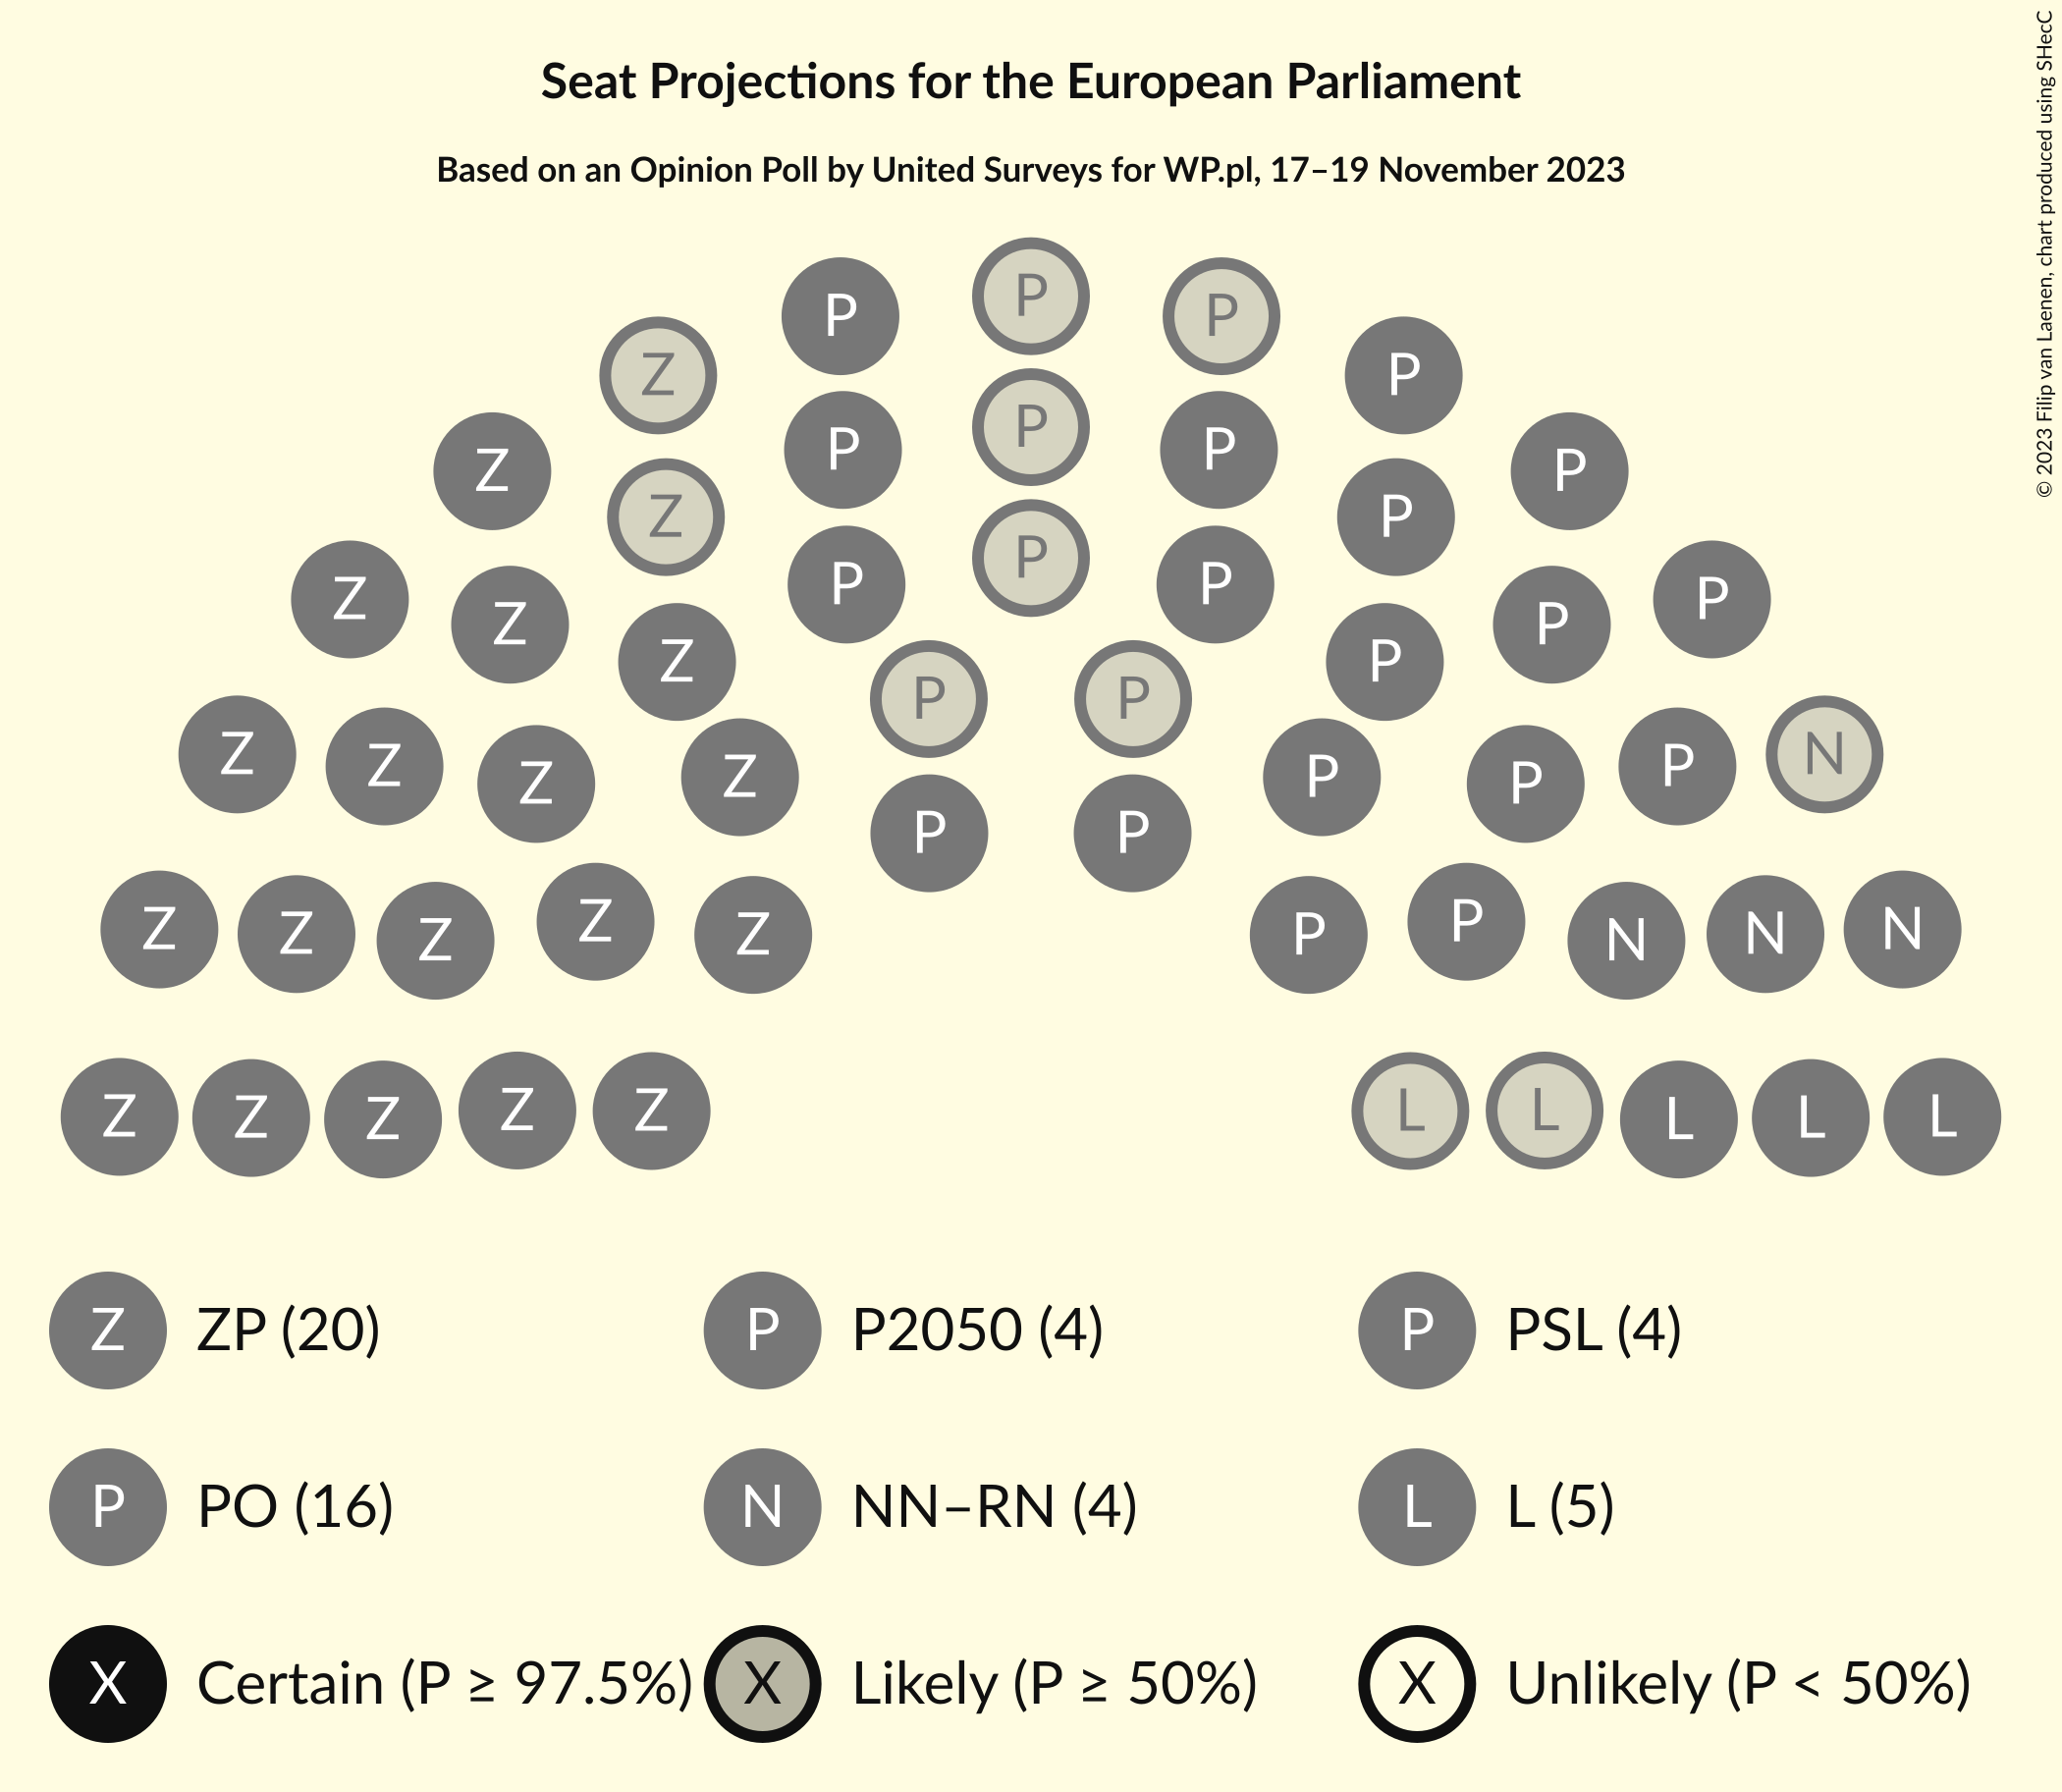 Seat Projections for the European Parliament
Based on an Opinion Poll by United Surveys for WP.pl, 17–19 November 2023
© 2023 Filip van Laenen, chart produced using SHecC
P
P P
Z P
P
Z P P
Z P P
P
Z P
Z Z P P
P P
Z P
P P
Z N
Z P
Z Z P P
P P
Z Z Z Z Z P P N N N
Z Z Z Z Z L L L L L
Z ZP (20) P P2050 (4) P PSL (4)
P PO (16) N NN–RN (4) L L (5)
X Certain (P ≥ 97.5%) X Likely (P ≥ 50%) X Unlikely (P < 50%)